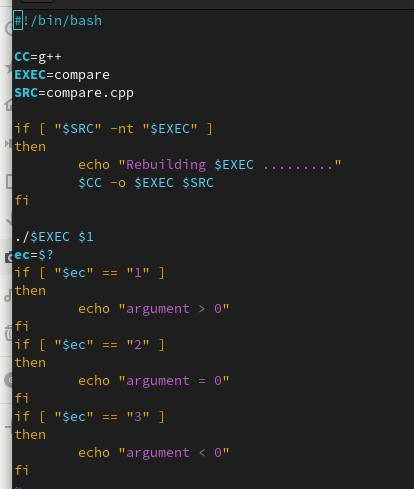 #!/bin/bash
CC=g++
EXEC=compare
SRC=compare.cpp
if [ "$SRC" -nt "$EXEC" ]
then
echo "Rebuilding $EXEC ........."
$CC -o $EXEC $SRC
fi
./$EXEC $1
ec=$?
if [ "$ec" == "1" ]
then
echo "argument > 0"
fi
if [ "$ec" == "2" ]
then
echo "argument = 0"
fi
if [ "$ec" == "3" ]
then
echo "argument < 0"
fi
~